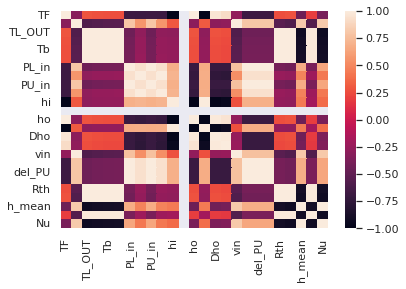 TF
TL_OUT
Tb
PL_in
PU_in
hi
ho
Dho
vin
del_PU
Rth
h_mean
Nu
TF
TL_OUT
Tb
PL_in
PU_in
hi
ho
Dho
vin
del_PU
Rth
h_mean
Nu
1.00
0.75
0.50
0.25
0.00
−0.25
−0.50
−0.75
−1.00